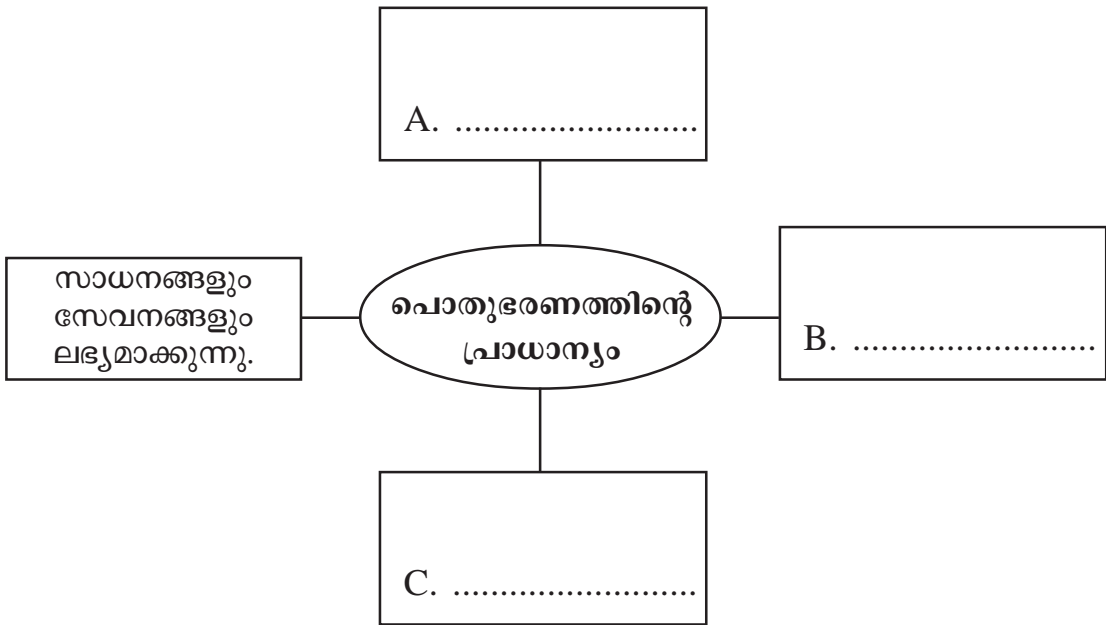 A. ..........................
സാധനങ്ങളും
സേവനങ്ങളും
ലഭ്യമാക്കുന്നു.
പൊതുഭരണത്തിന്റെ
പ്രാധാന്യം
B. ..........................
C. ..........................